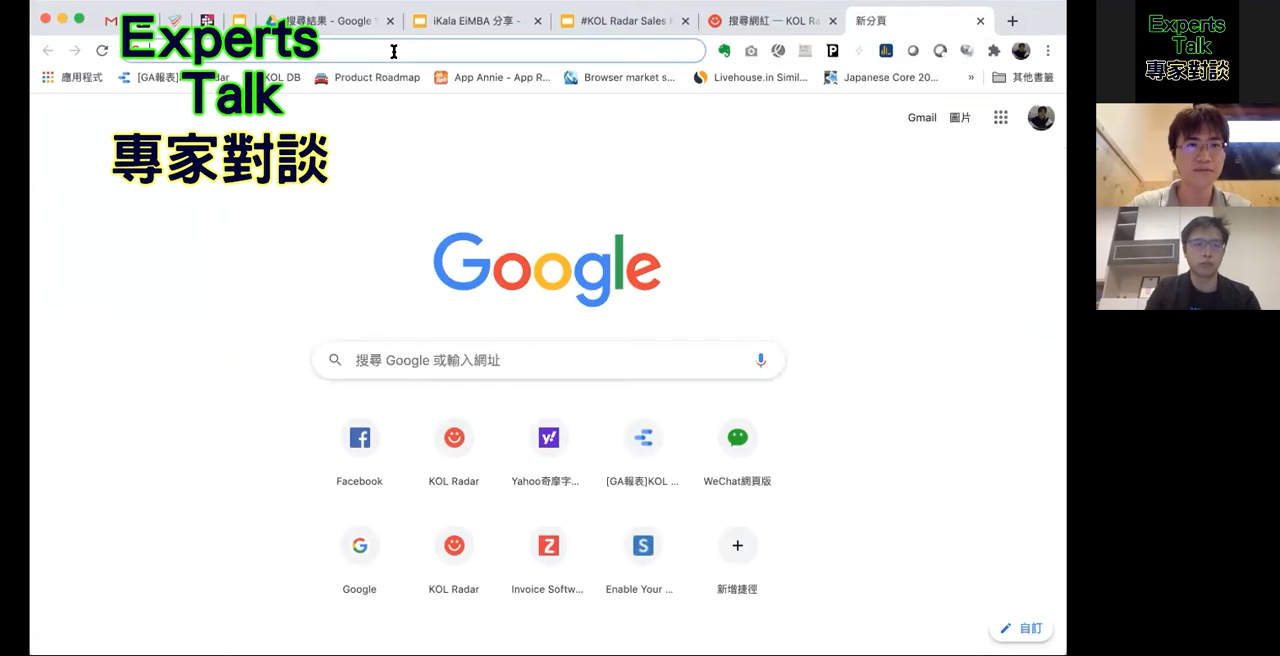 搜尋結果 - Google
iKala EiMBA 分享 -
#KOL Radar Sales
搜尋網紅 — KOL Ra
新分頁
Experts
Talk
專家對談
應用程式
[GA報表]
KOL DB
Product Roadmap
App Annie - App R...
Browser market s...
Livehouse.in Simil...
Japanese Core 20...
»
其他書籤
Gmail
圖片
Google
搜尋 Google 或輸入網址
Facebook
KOL Radar
Yahoo奇摩字...
[GA報表]KOL ...
WeChat網頁版
Google
KOL Radar
Invoice Softw...
Enable Your ...
新增捷徑
自訂
Experts
Talk
專家對談